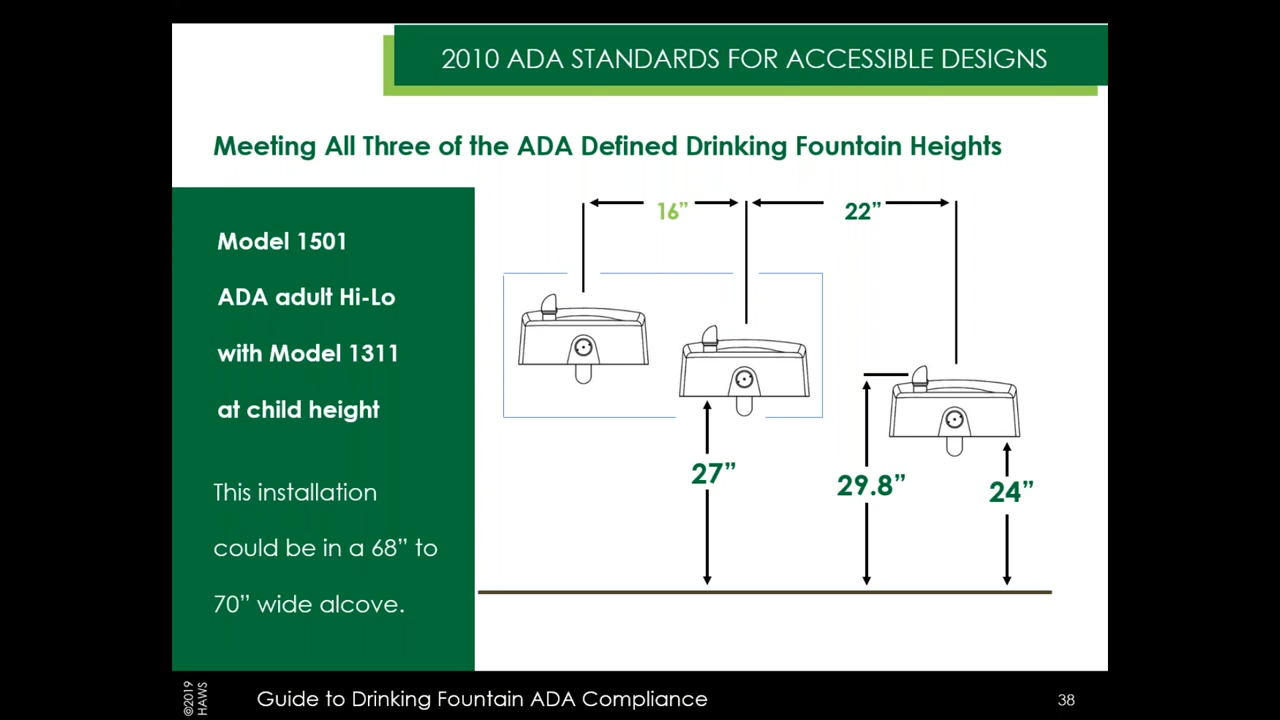 2010 ADA STANDARDS FOR ACCESSIBLE DESIGNS
Meeting All Three of the ADA Defined Drinking Fountain Heights
Model 1501
ADA adult Hi-Lo
with Model 1311
at child height
This installation
could be in a 68” to
70” wide alcove.
16”
22”
27”
29.8”
24”
©2019
HAWS
Guide to Drinking Fountain ADA Compliance
38